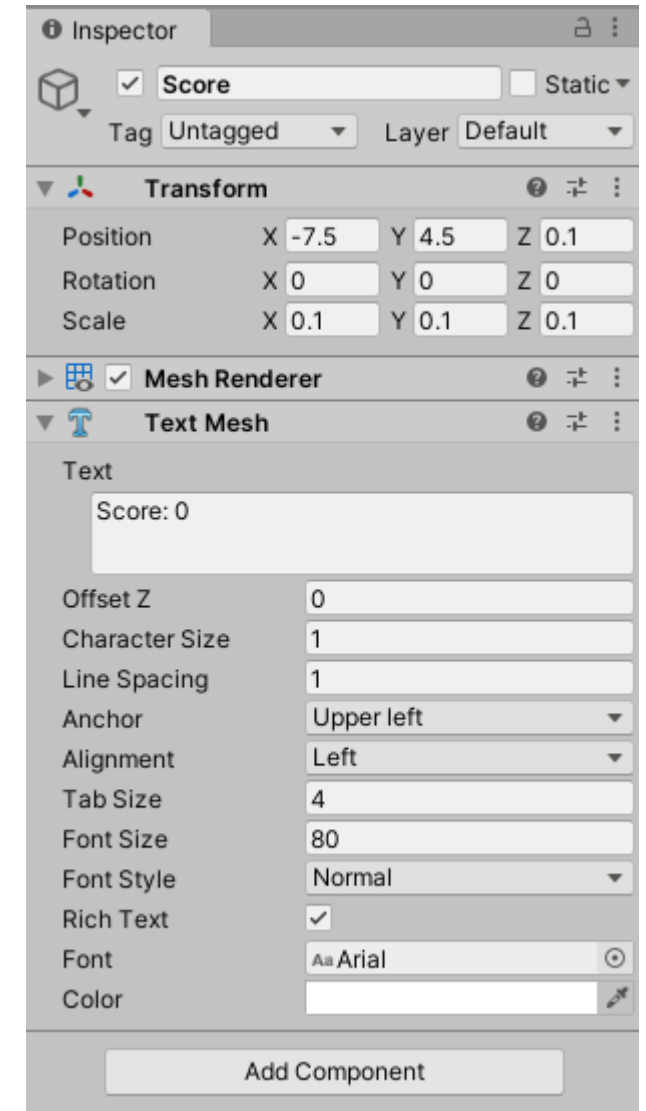 Inspector
Score Static
Tag Untagged Layer Default
Transform
Position X -7.5 Y 4.5 Z 0.1
Rotation X 0 Y 0 Z 0
Scale X 0.1 Y 0.1 Z 0.1
Mesh Renderer
Text Mesh
Text
Score: 0
Offset Z 0
Character Size 1
Line Spacing 1
Anchor Upper left
Alignment Left
Tab Size 4
Font Size 80
Font Style Normal
Rich Text
Font Aa Arial
Color
Add Component